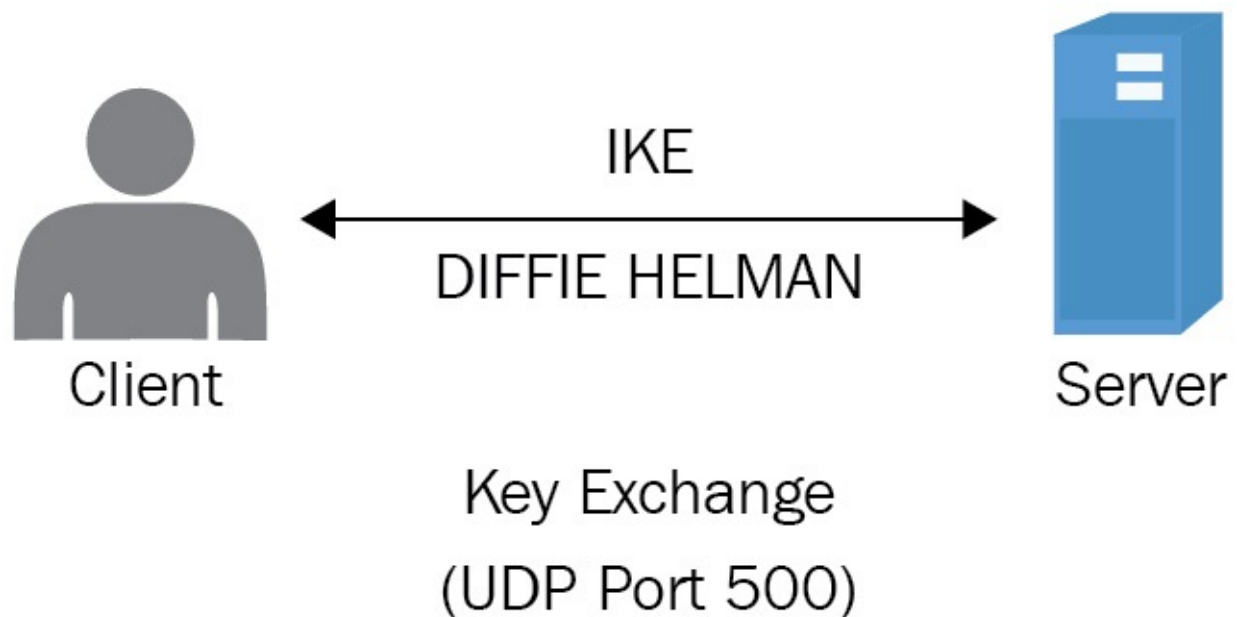 IKE
DIFFIE HELMAN
Client
Server
Key Exchange
(UDP Port 500)